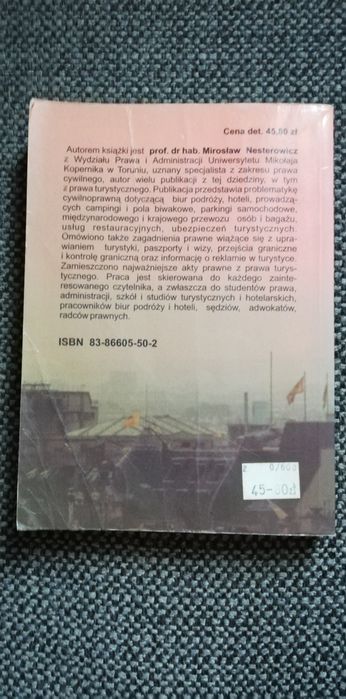 Cena det. 45,50 zł
Autorem książki jest prof. dr hab. Mirosław Nesterowicz
z Wydziału Prawa i Administracji Uniwersytetu Mikołaja
Kopernika w Toruniu, uznany specjalista z zakresu prawa
cywilnego, autor wielu publikacji z tej dziedziny, w tym
z prawa turystycznego. Publikacja przedstawia problematykę
cywilnoprawną dotyczącą biur podróży, hoteli, prowadzą-
cych campingi i pola biwakowe, parkingi samochodowe,
międzynarodowego i krajowego przewozu osób i bagażu,
usług restauracyjnych, ubezpieczeń turystycznych.
Omówiono także zagadnienia prawne wiążące się z upra-
wianiem turystyki, paszporty i wizy, przejścia graniczne
i kontrolę graniczną oraz informację o reklamie w turystyce.
Zamieszczono najważniejsze akty prawne z prawa turys-
tycznego. Praca jest skierowana do każdego zainte-
resowanego czytelnika, a zwłaszcza do studentów prawa,
administracji, szkół i studiów turystycznych i hotelarskich,
pracowników biur podróży i hoteli, sędziów, adwokatów,
radców prawnych.
ISBN 83-86605-50-2